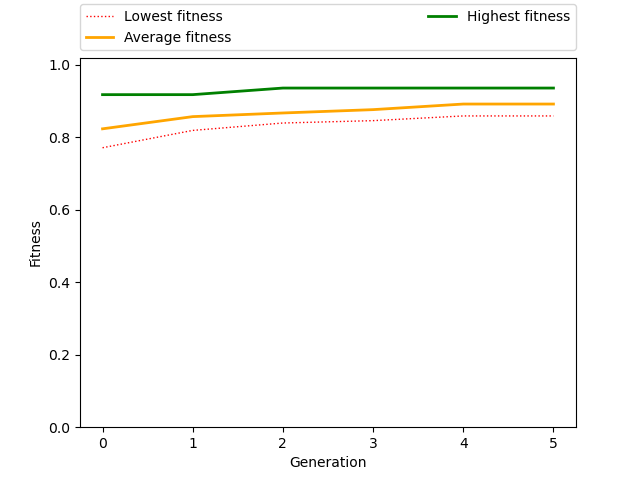 Lowest fitness
Average fitness
Highest fitness
1.0
0.8
0.6
0.4
0.2
0.0
Fitness
0 1 2 3 4 5
Generation